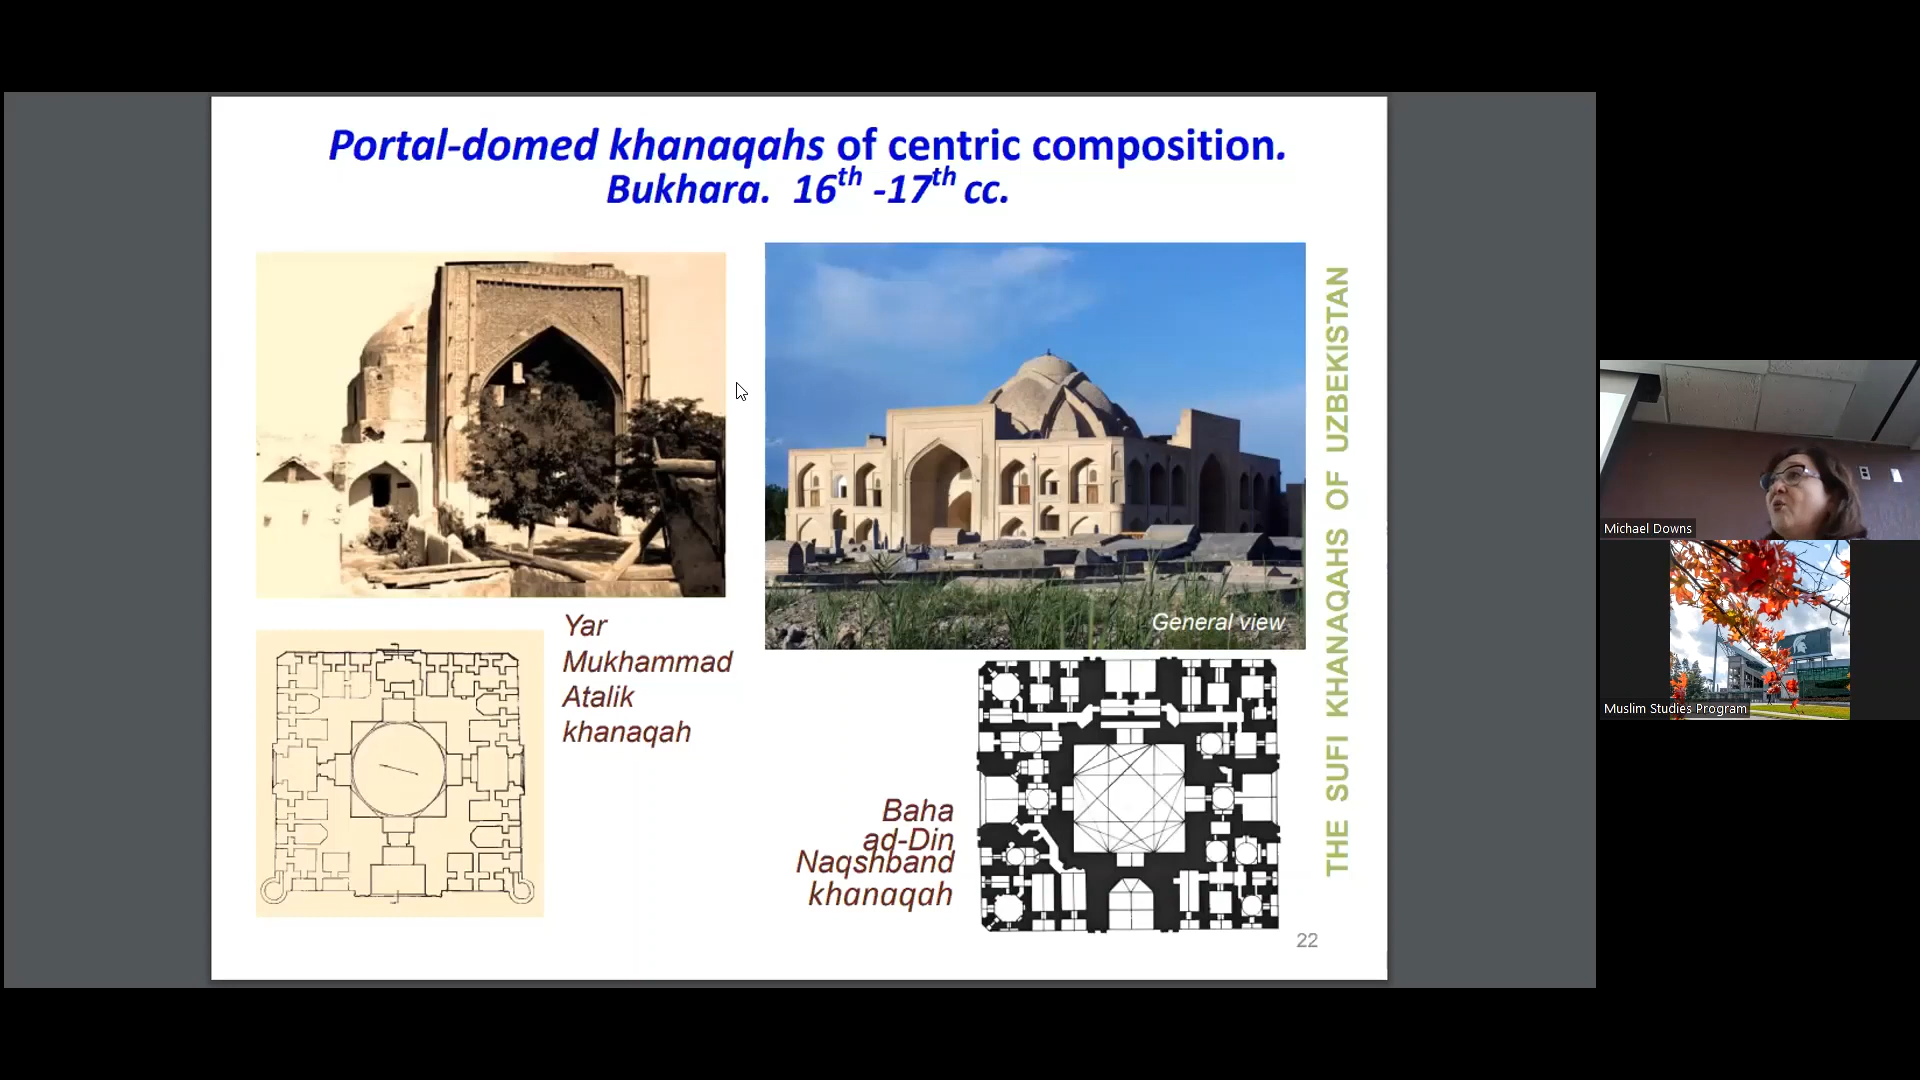 Portal-domed khanaqahs of centric composition.
Bukhara. 16th -17th cc.
General view
Yar
Mukhammad
Atalik
khanaqah
Baha
ad-Din
Naqshband
khanaqah
THE SUFI KHANAQAHS OF UZBEKISTAN
22
Michael Downs
Muslim Studies Program